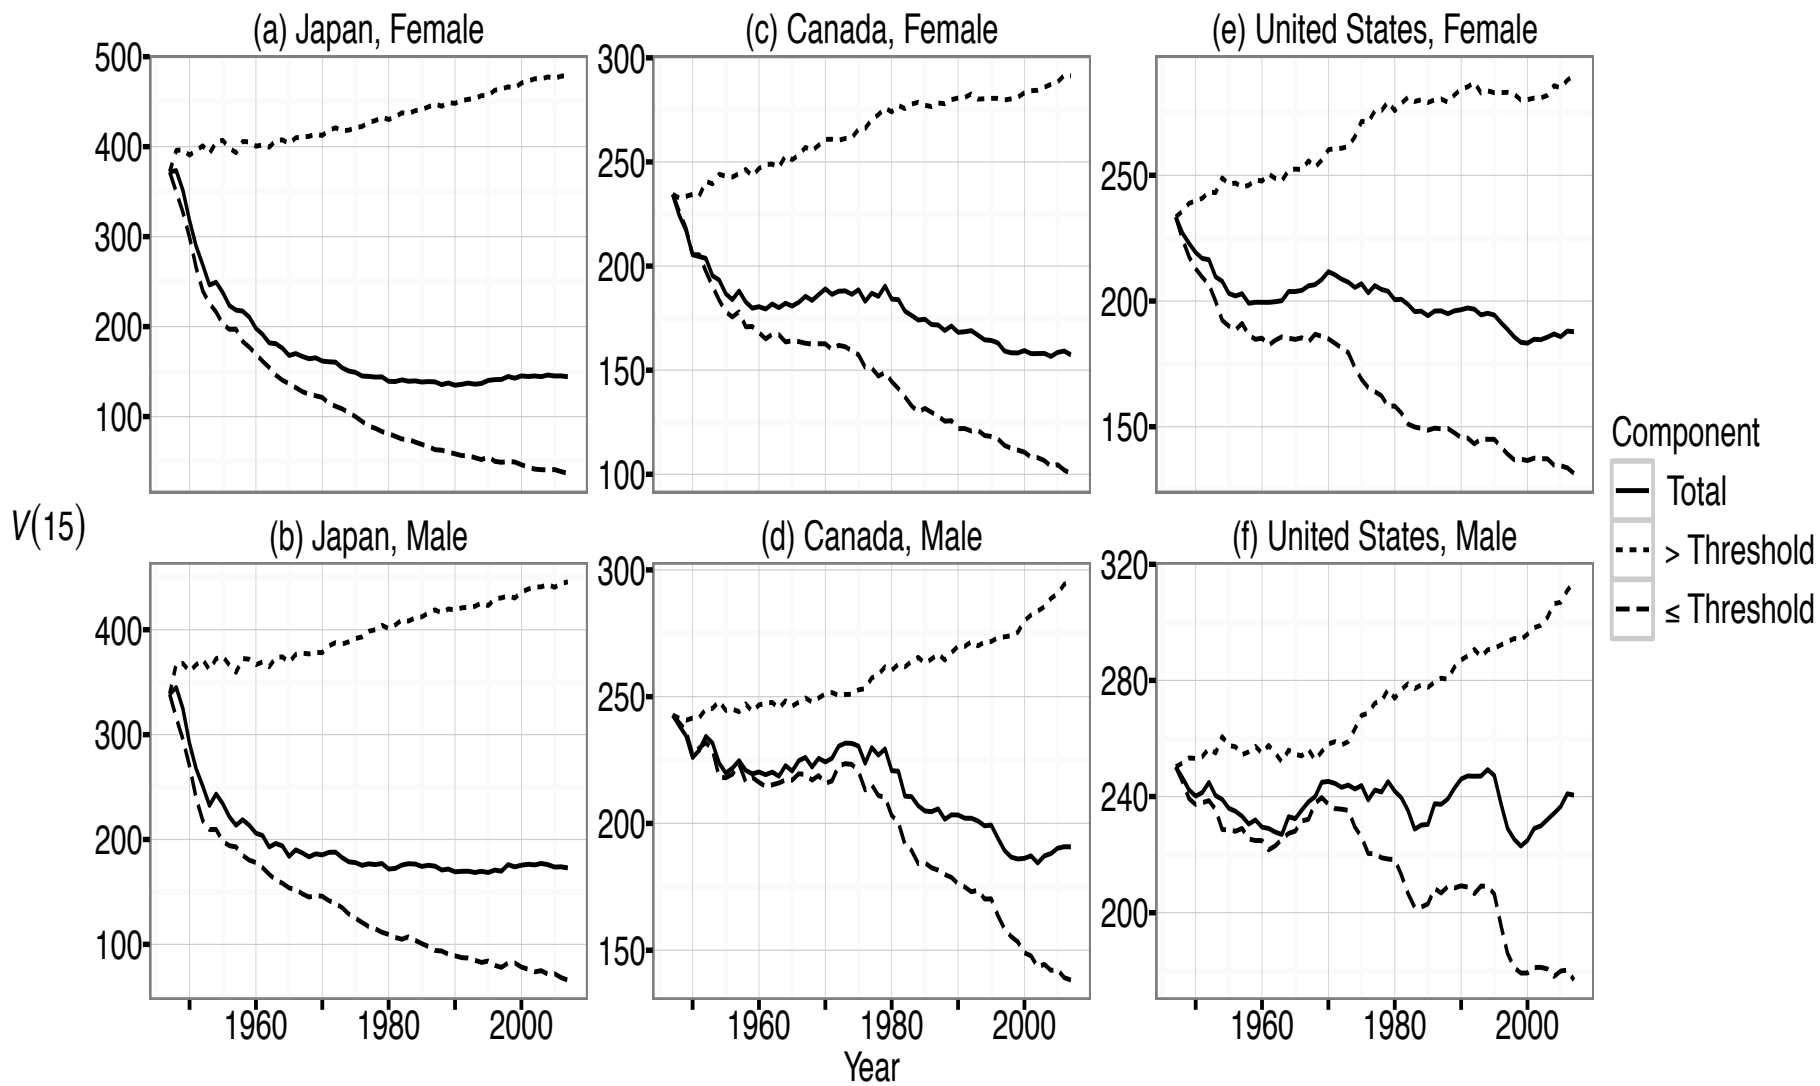 (a) Japan, Female
500
400
300
200
100
(c) Canada, Female
300
250
200
150
100
(e) United States, Female
250
200
150
V(15)
(b) Japan, Male
400
300
200
100
1960 1980 2000
(d) Canada, Male
300
250
200
150
1960 1980 2000
(f) United States, Male
320
280
240
200
1960 1980 2000
Year
Component
Total
> Threshold
≤ Threshold